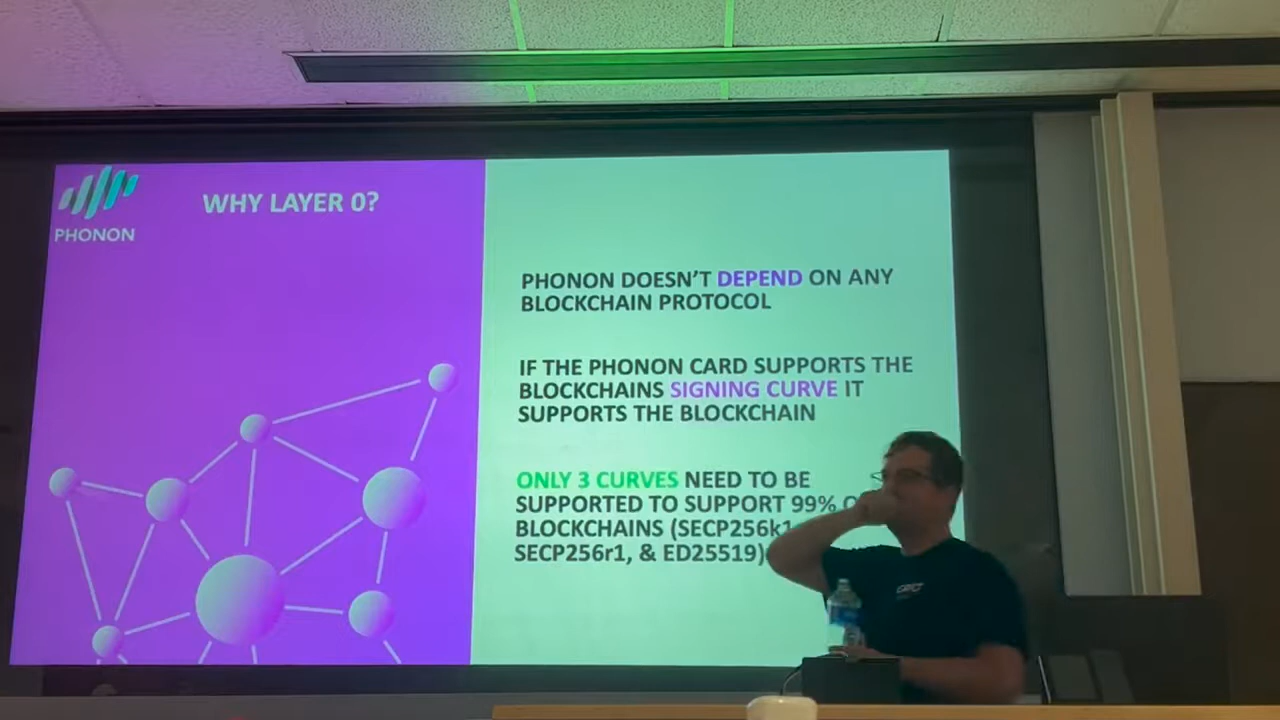 PHONON
WHY LAYER 0?
PHONON DOESN'T DEPEND ON ANY
BLOCKCHAIN PROTOCOL
IF THE PHONON CARD SUPPORTS THE
BLOCKCHAINS SIGNING CURVE IT
SUPPORTS THE BLOCKCHAIN
ONLY 3 CURVES NEED TO BE
SUPPORTED TO SUPPORT 99%
BLOCKCHAINS (SECP256k1
SECP256r1, & ED25519)